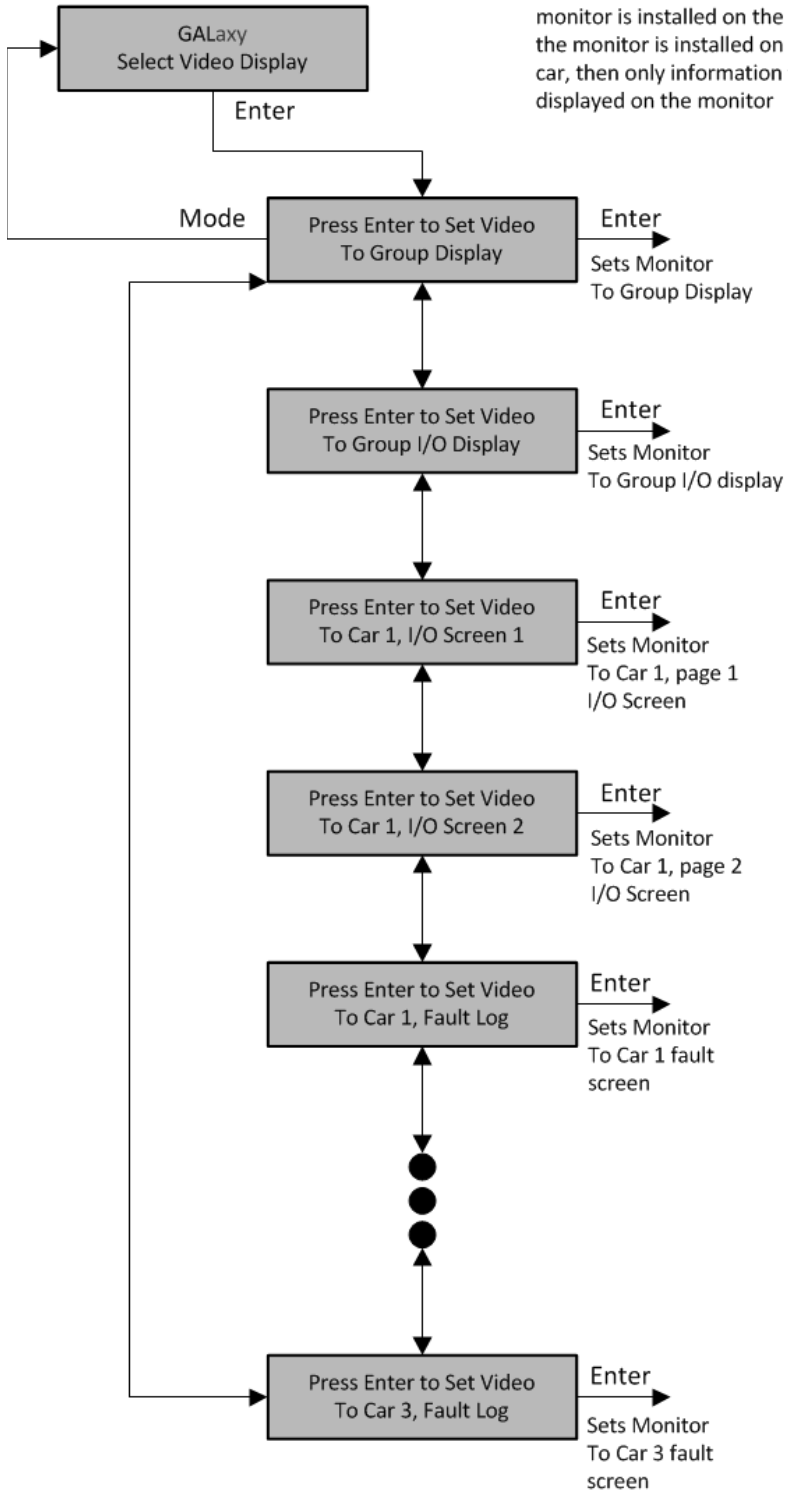 monitor is installed on the
the monitor is installed on
car, then only information
displayed on the monitor
GALaxy
Select Video Display
Enter
Mode
Press Enter to Set Video
To Group Display
Enter
Sets Monitor
To Group Display
Press Enter to Set Video
To Group I/O Display
Enter
Sets Monitor
To Group I/O display
Press Enter to Set Video
To Car 1, I/O Screen 1
Enter
Sets Monitor
To Car 1, page 1
I/O Screen
Press Enter to Set Video
To Car 1, I/O Screen 2
Enter
Sets Monitor
To Car 1, page 2
I/O Screen
Press Enter to Set Video
To Car 1, Fault Log
Enter
Sets Monitor
To Car 1 fault
screen
Press Enter to Set Video
To Car 3, Fault Log
Enter
Sets Monitor
To Car 3 fault
screen